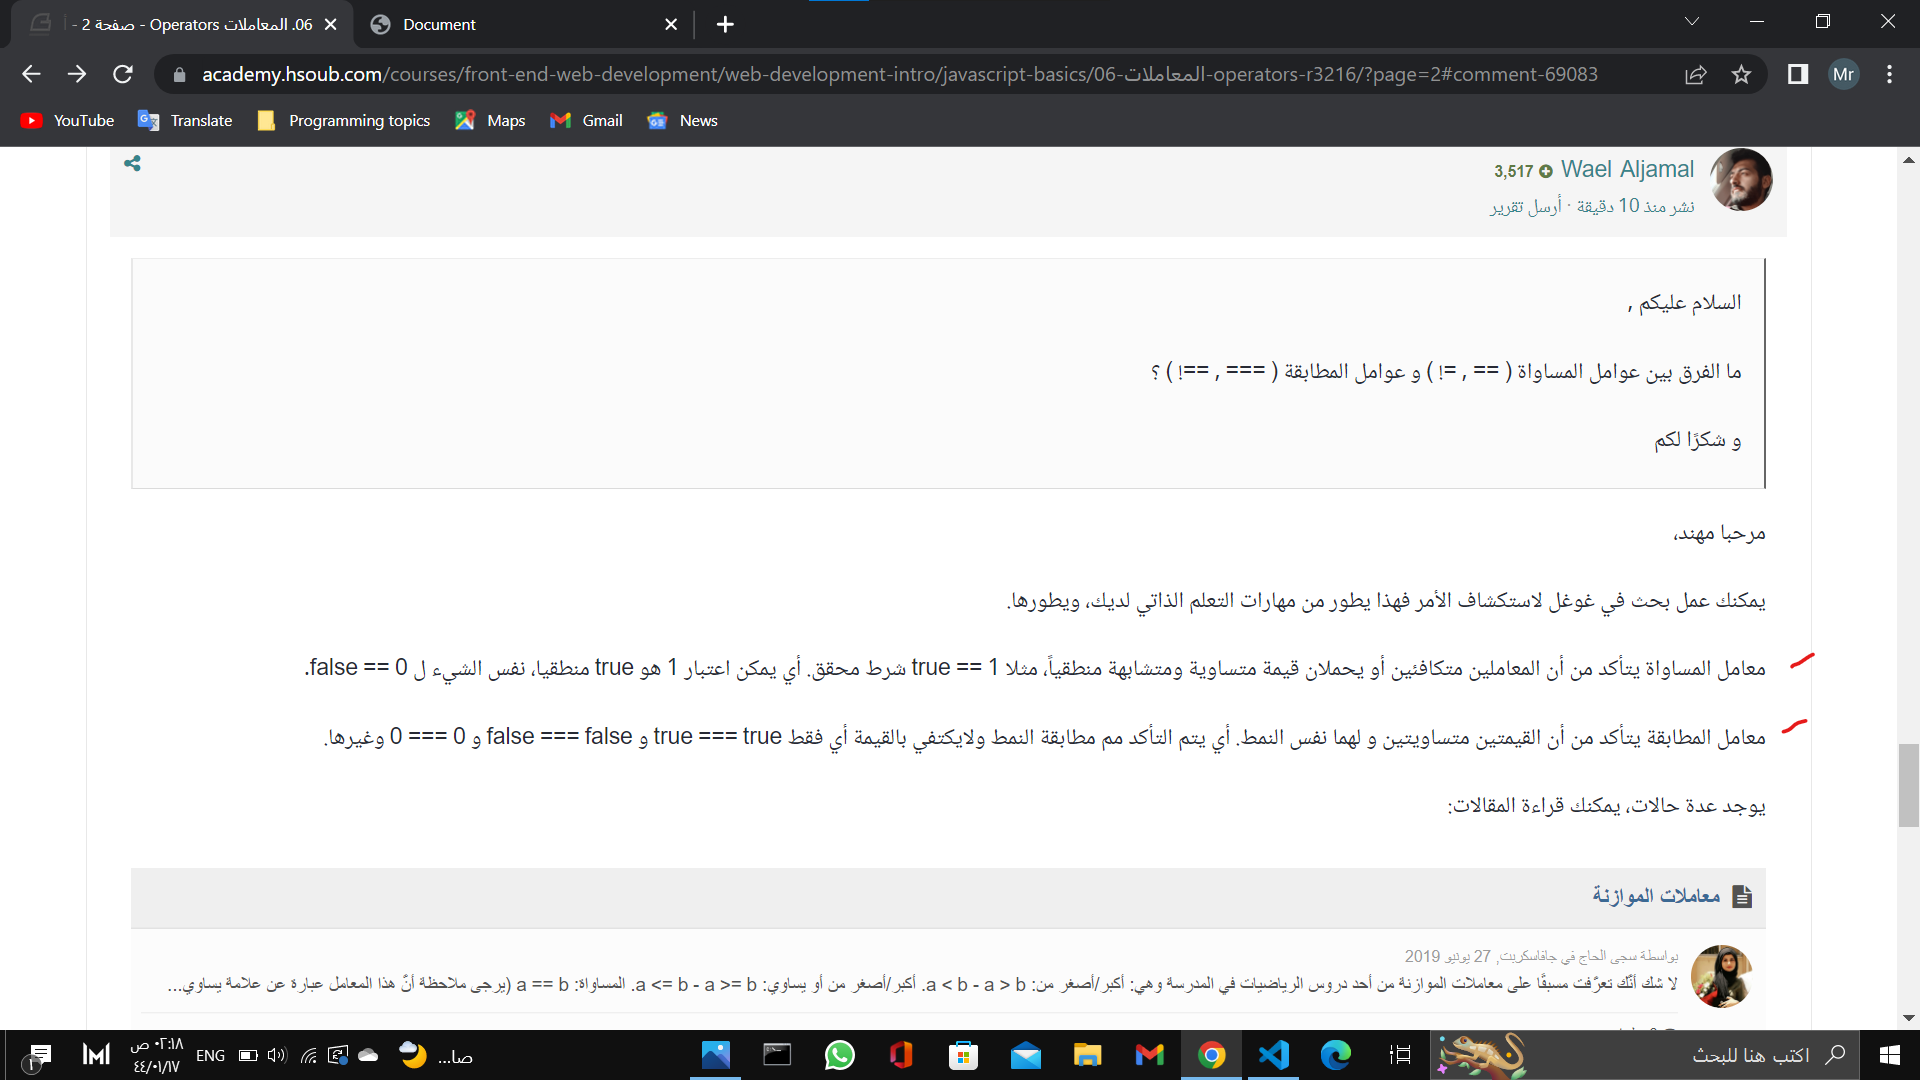 06. المعاملات Operators - صفحة 2 -
Document
academy.hsoub.com/courses/front-end-web-development/web-development-intro/javascript-basics/06-المعاملات-operators-r3216/?page=2#comment-69083
Mr
YouTube
Translate
Programming topics
Maps
Gmail
News
Wael Aljamal 3,517
نشر منذ 10 دقيقة · أرسل تقرير
السلام عليكم ,
ما الفرق بين عوامل المساواة ( == , =! ) و عوامل المطابقة ( === , ==! ) ؟
و شكرًا لكم
مرحبا مهند،
يمكنك عمل بحث في غوغل لاستكشاف الأمر فهذا يطور من مهارات التعلم الذاتي لديك، ويطورها.
معامل المساواة يتأكد من أن المعاملين متكافئين أو يحملان قيمة متساوية ومتشابهة منطقياً، مثلا true == 1 شرط محقق. أي يمكن اعتبار 1 هو true منطقيا، نفس الشيء ل false == 0.
معامل المطابقة يتأكد من أن القيمتين متساويتين و لهما نفس النمط. أي يتم التأكد مم مطابقة النمط ولايكتفي بالقيمة أي فقط true === true و false === false و 0 === 0 وغيرها.
يوجد عدة حالات، يمكنك قراءة المقالات:
معاملات الموازنة
بواسطة سجى الحاج في جافاسكربت, 27 يونيو 2019
لا شك أنَّك تعرَّفت مسبقًا على معاملات الموازنة من أحد دروس الرياضيات في المدرسة وهي: أكبر/أصغر من: a < b - a > b. أكبر/أصغر من أو يساوي: a <= b - a >= b. المساواة: a == b (يرجى ملاحظة أنَّ هذا المعامل عبارة عن علامة يساوي...
اكتب هنا للبحث
صا...
ENG
٠٢:١٨ ص
٤٤/٠١/١٧
١